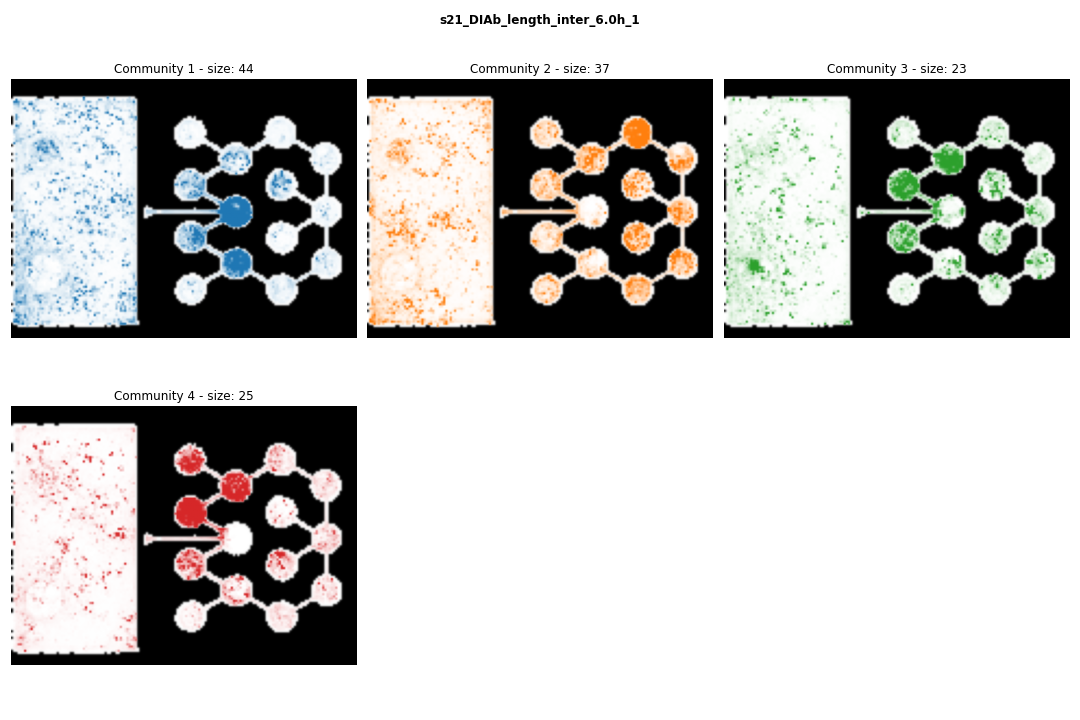 s21_DIAb_length_inter_6.0h_1
Community 1 - size: 44
Community 2 - size: 37
Community 3 - size: 23
Community 4 - size: 25